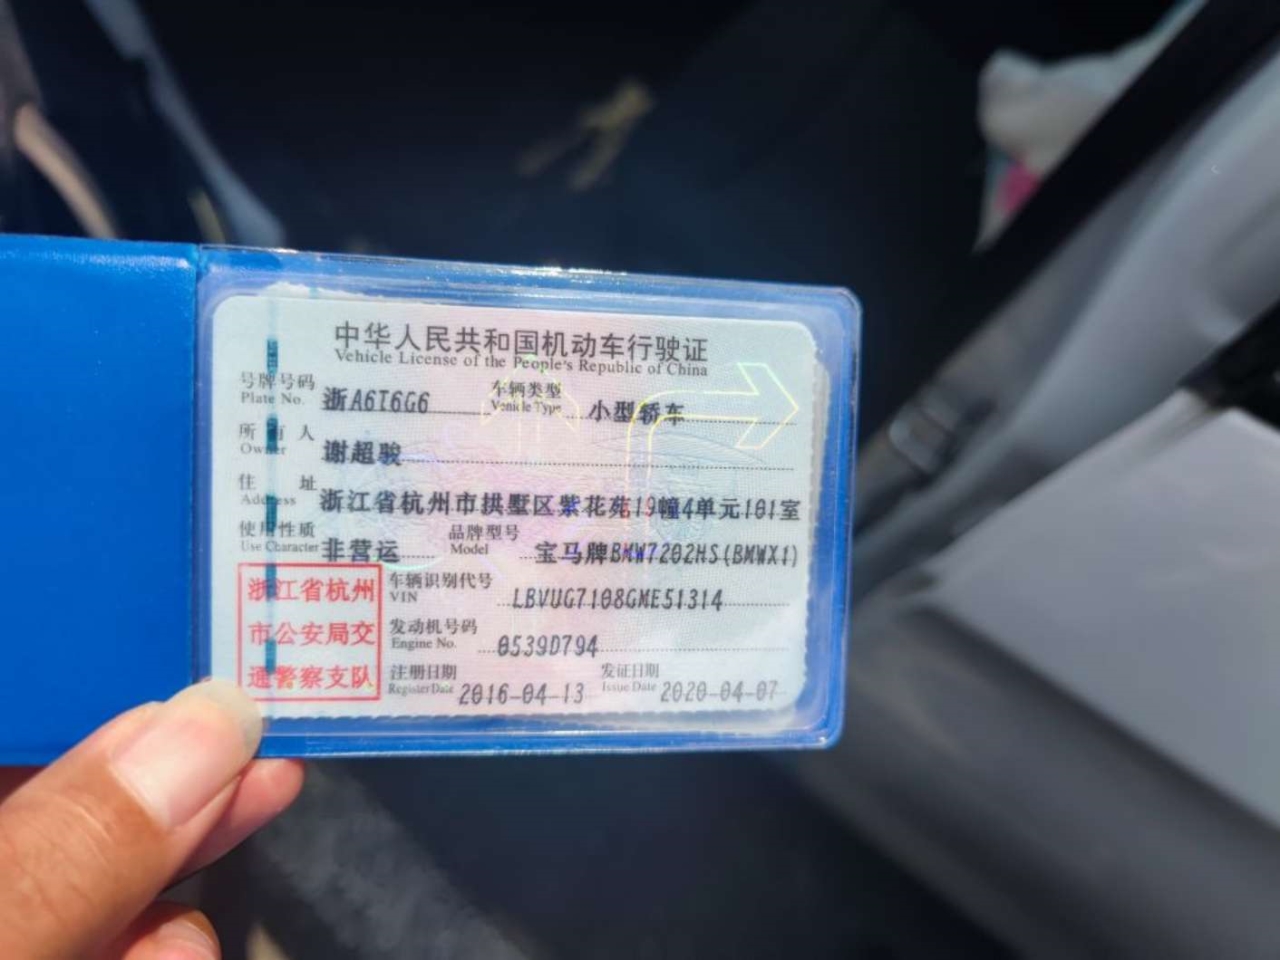 中华人民共和国机动车行驶证
Vehicle License of the People's Republic of China
号牌号码 浙A6T6G6 车辆类型 小型轿车
Plate No. Vehicle Type
所有人 谢超骏
Owner
住址 浙江省杭州市拱墅区紫花苑19幢4单元101室
Address
使用性质 非营运 品牌型号 宝马牌BMW7202HS(BMWX1)
Use Character Model
浙江省杭州
市公安局交
通警察支队
车辆识别代号 LBVUG7108GME51314
VIN
发动机号码 0539D794
Engine No.
注册日期 2016-04-13 发证日期 2020-04-07
Register Date Issue Date